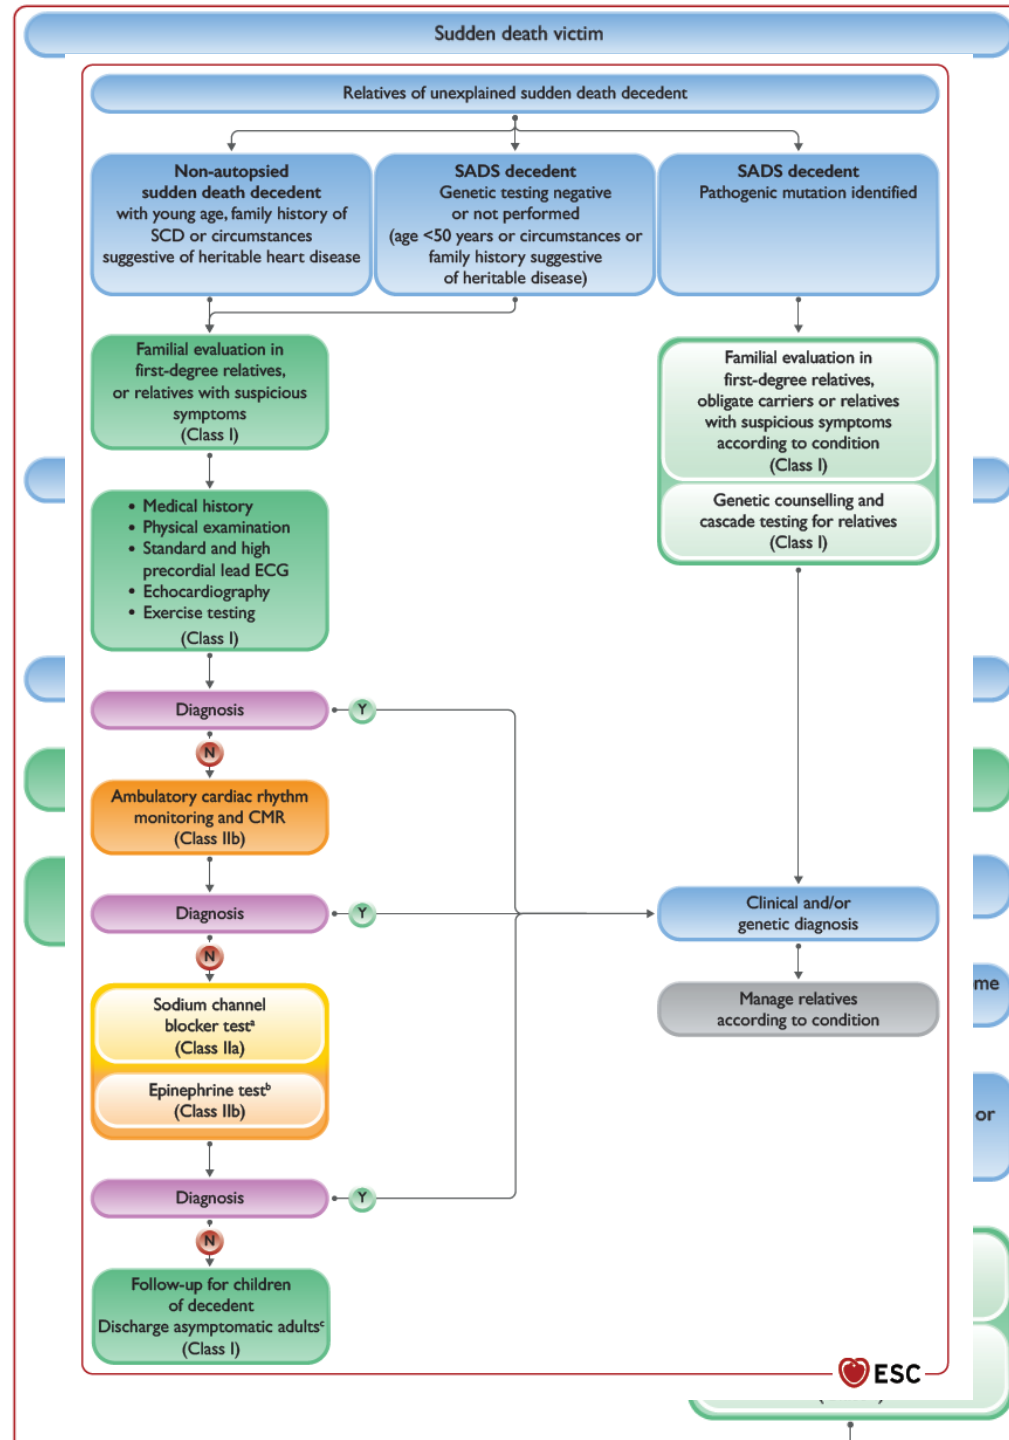 Sudden death victim
Relatives of unexplained sudden death decedent
Non-autopsied
sudden death decedent
with young age, family history of
SCD or circumstances
suggestive of heritable heart disease
SADS decedent
Genetic testing negative
or not performed
(age <50 years or circumstances or
family history suggestive
of heritable disease)
SADS decedent
Pathogenic mutation identified
Familial evaluation in
first-degree relatives,
or relatives with suspicious
symptoms
(Class I)
Familial evaluation in
first-degree relatives,
obligate carriers or relatives
with suspicious symptoms
according to condition
(Class I)
Genetic counselling and
cascade testing for relatives
(Class I)
• Medical history
• Physical examination
• Standard and high
precordial lead ECG
• Echocardiography
• Exercise testing
(Class I)
Diagnosis
Y
N
Ambulatory cardiac rhythm
monitoring and CMR
(Class IIb)
Diagnosis
Y
N
Clinical and/or
genetic diagnosis
Manage relatives
according to condition
me
Sodium channel
blocker testᵃ
(Class IIa)
Epinephrine testᵇ
(Class IIb)
or
Diagnosis
Y
N
Follow-up for children
of decedent
Discharge asymptomatic adultsᶜ
(Class I)
ESC